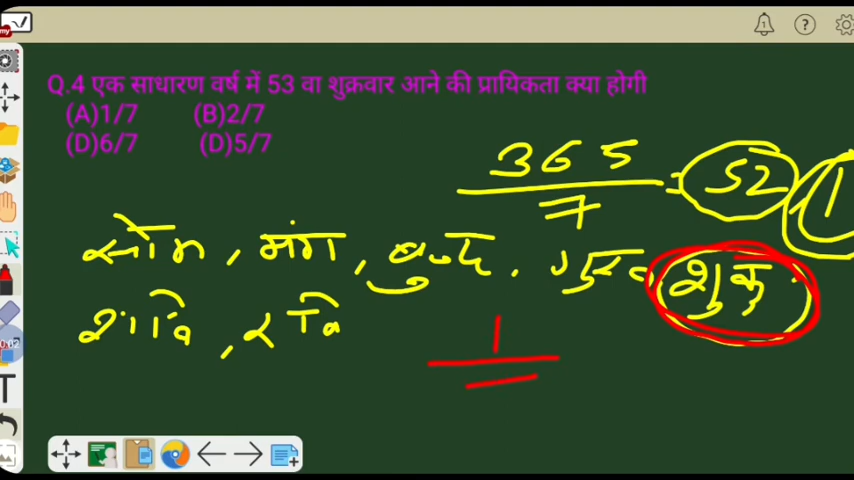 Q.4 एक साधारण वर्ष में 53 वा शुक्रवार आने की प्रायिकता क्या होगी
(A)1/7 (B)2/7
(D)6/7 (D)5/7
365
7
52
1
सोम, मंग, बुद्ध, गुरुव, शुक्र
शनि, रवि
1
T